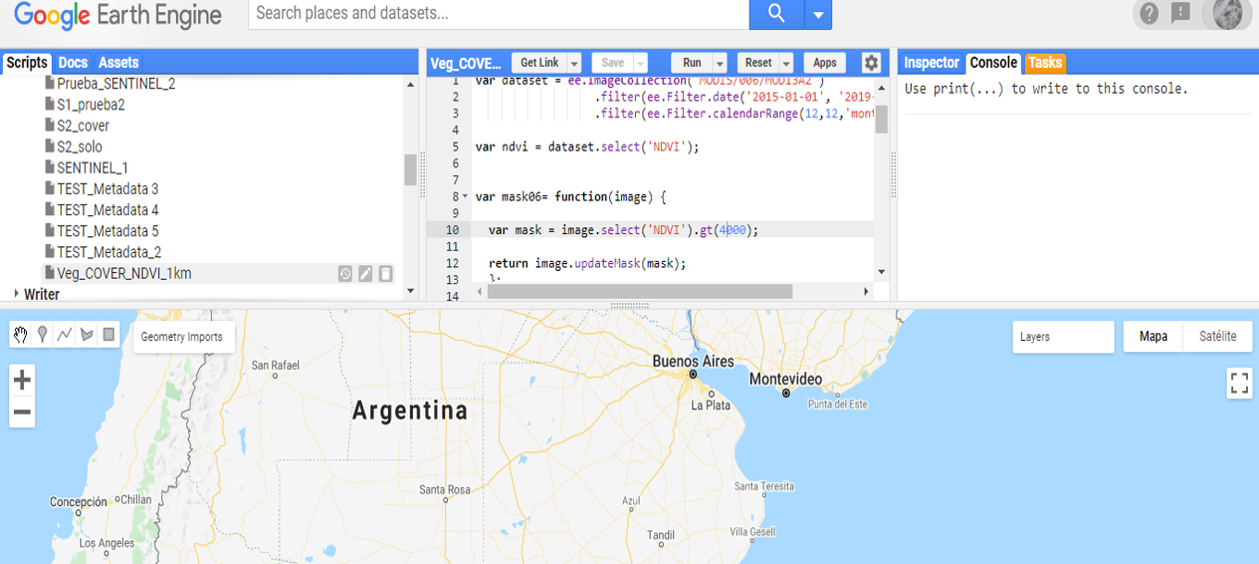 Google Earth Engine
Search places and datasets...
Scripts Docs Assets
Prueba_SENTINEL_2
S1_prueba2
S2_cover
S2_solo
SENTINEL_1
TEST_Metadata 3
TEST_Metadata 4
TEST_Metadata 5
TEST_Metadata_2
Veg_COVER_NDVI_1km
Writer
Veg_COVE... Get Link Save Run Reset Apps
1 var dataset = ee.ImageCollection('MODIS/006/MOD13A2')
2 .filter(ee.Filter.date('2015-01-01', '2019-
3 .filter(ee.Filter.calendarRange(12,12,'mont
4
5 var ndvi = dataset.select('NDVI');
6
7
8 var mask06= function(image) {
9
10 var mask = image.select('NDVI').gt(4000);
11
12 return image.updateMask(mask);
13 };
14
Inspector Console Tasks
Use print(...) to write to this console.
Geometry Imports
Layers
Mapa Satélite
San Rafael
Buenos Aires
Montevideo
La Plata
Punta del Este
Argentina
Santa Rosa
Santa Teresita
Concepción
Chillan
Azul
Los Angeles
Tandil
Villa Gesell